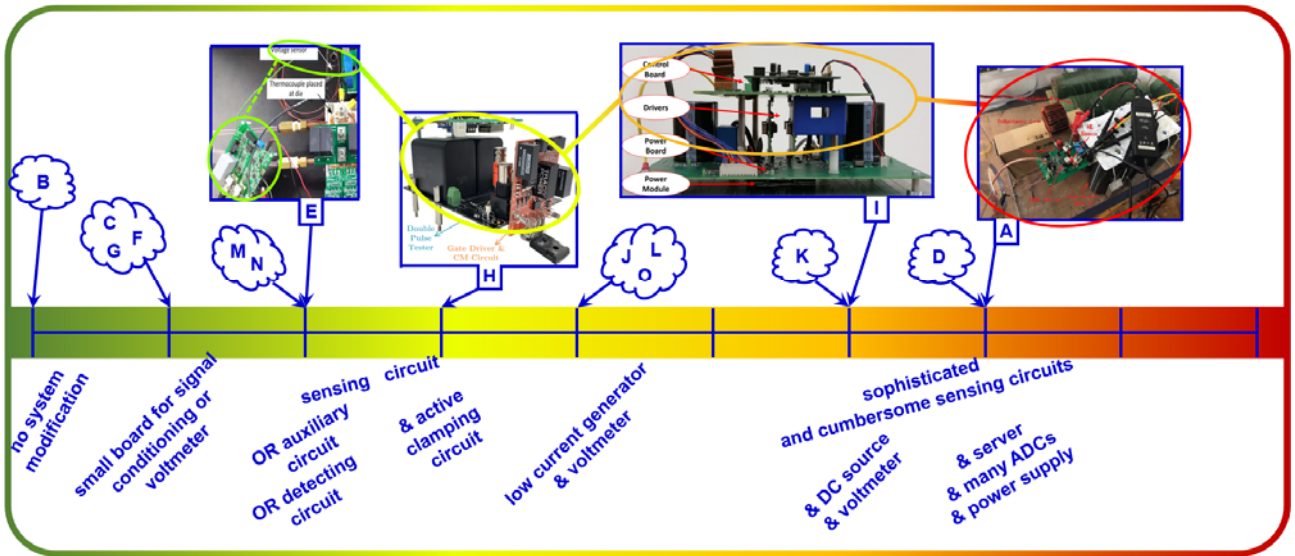 Voltage sensor
Thermocouple placed
at die
Control
Board
Drivers
Power
Board
Power
Module
B
C
F
G
M
N
E
Double
Pulse
Tester
Gate Driver &
CM Circuit
H
J
L
O
I
K
A
D
no system
modification
small board for signal
conditioning or
voltmeter
sensing circuit
OR auxiliary
circuit
OR detecting
circuit
& active
clamping
circuit
low current generator
& voltmeter
sophisticated
and cumbersome sensing circuits
& DC source
& voltmeter
& server
& many ADCs
& power supply